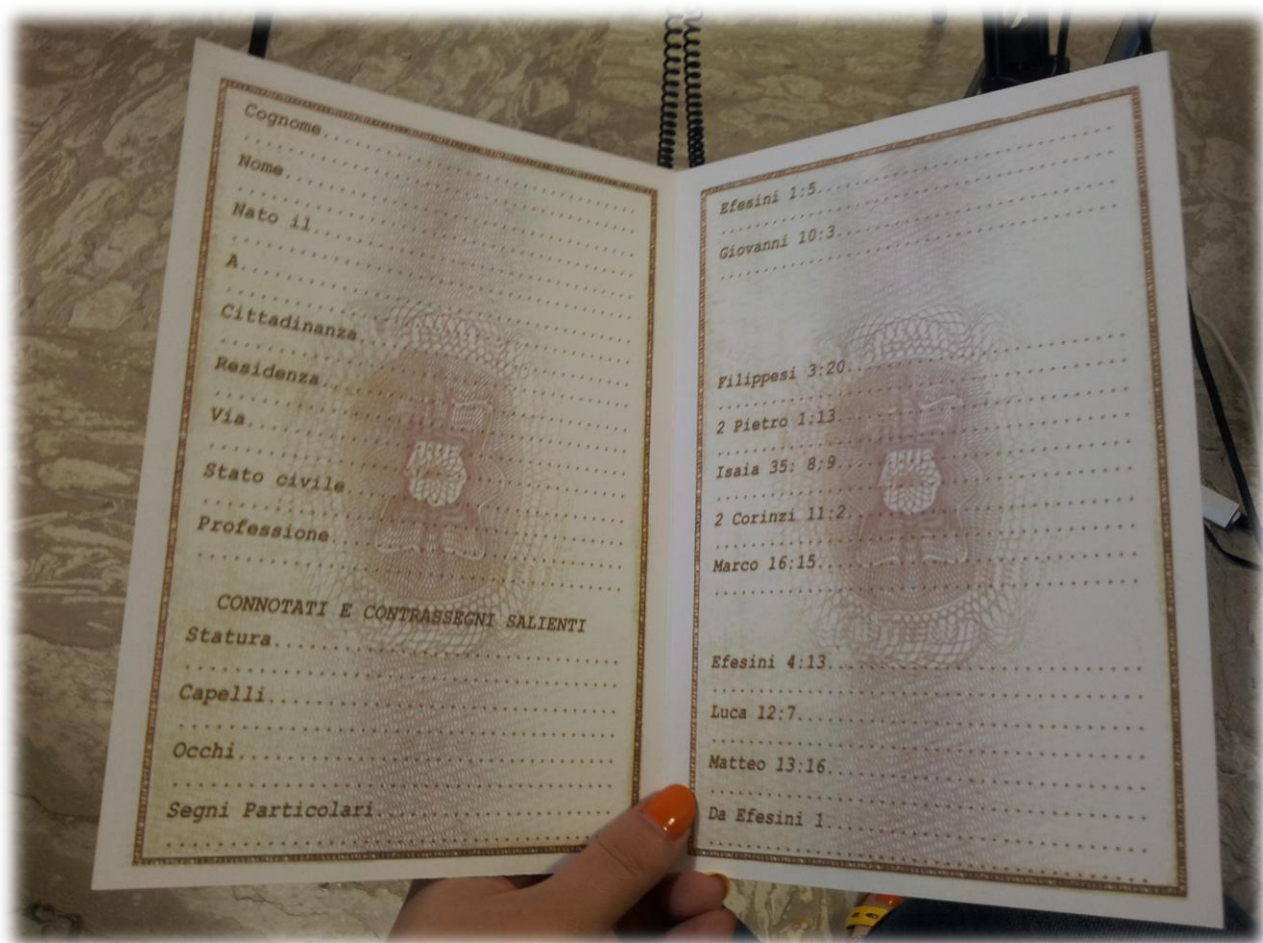 Cognome
Nome
Nato il
A
Cittadinanza
Residenza
Via
Stato civile
Professione
CONNOTATI E CONTRASSEGNI SALIENTI
Statura
Capelli
Occhi
Segni Particolari
Efesini 1:5
Giovanni 10:3
Filippesi 3:20
2 Pietro 1:13
Isaia 35: 8;9
2 Corinzi 11:2
Marco 16:15
Efesini 4:13
Luca 12:7
Matteo 13:16
Da Efesini 1